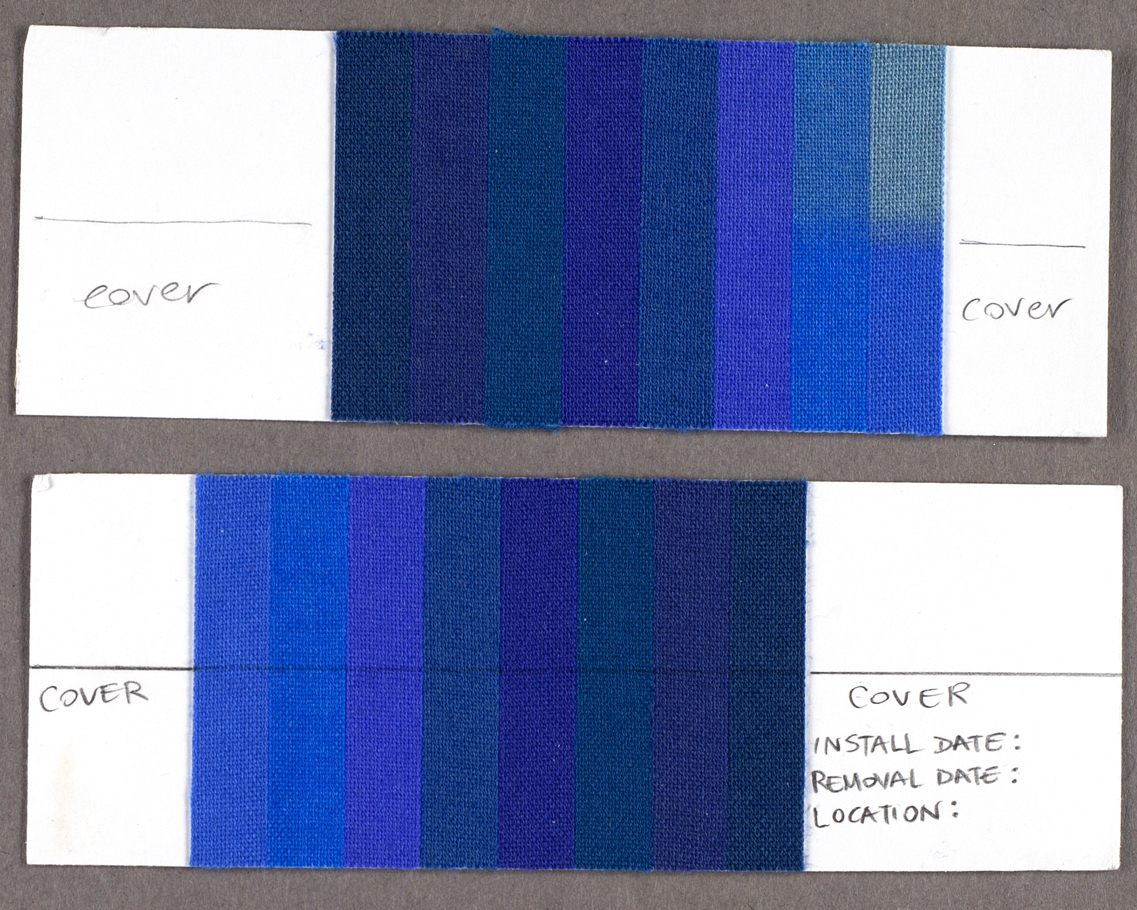 cover
cover
COVER
COVER
INSTALL DATE:
REMOVAL DATE:
LOCATION: